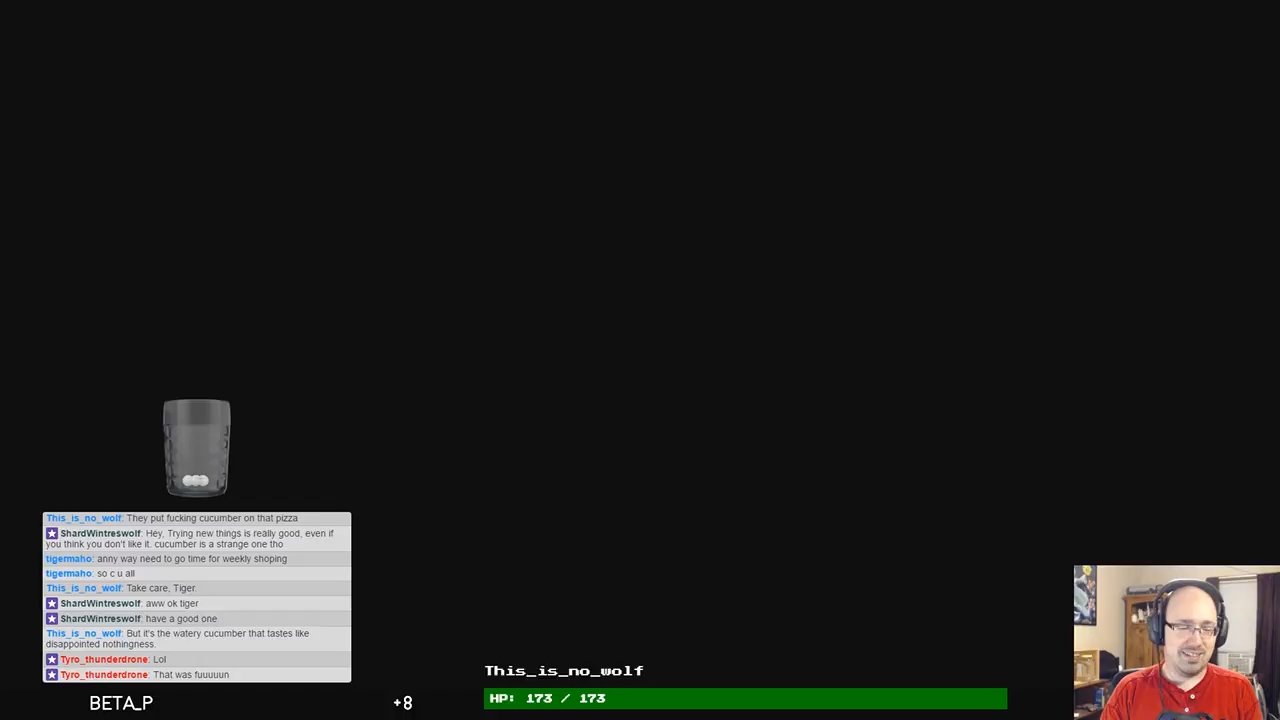 This_is_no_wolf: They put fucking cucumber on that pizza
ShardWintreswolf: Hey, Trying new things is really good, even if
you think you don't like it. cucumber is a strange one tho
tigermaho: anny way need to go time for weekly shoping
tigermaho: so c u all
This_is_no_wolf: Take care, Tiger.
ShardWintreswolf: aww ok tiger
ShardWintreswolf: have a good one
This_is_no_wolf: But it's the watery cucumber that tastes like
disappointed nothingness.
Tyro_thunderdrone: Lol
Tyro_thunderdrone: That was fuuuuun
BETA_P +8
This_is_no_wolf
HP: 173 / 173